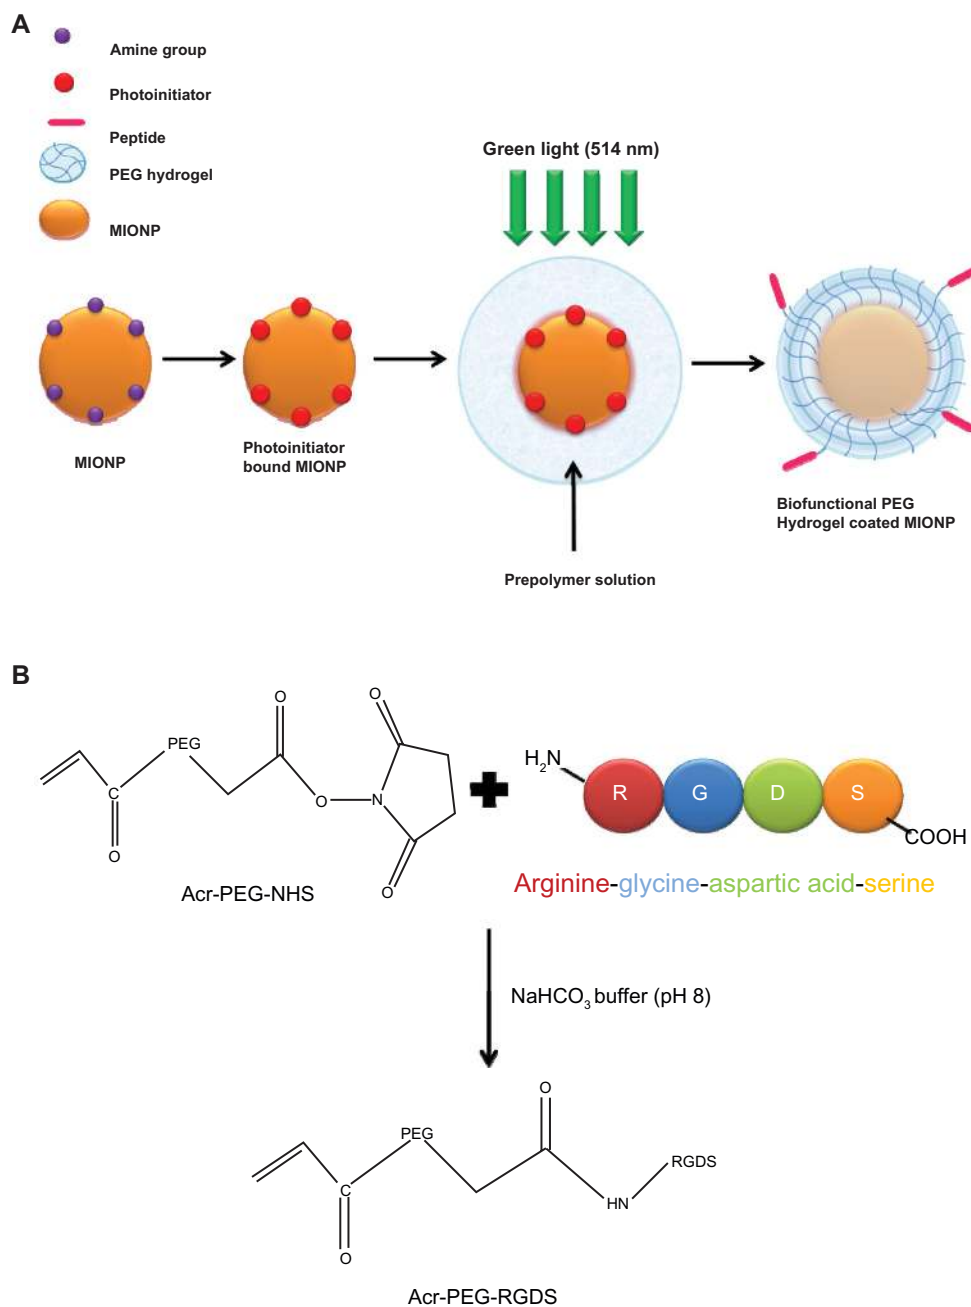 A
Amine group
Photoinitiator
Peptide
PEG hydrogel
MIONP
Green light (514 nm)
MIONP
Photoinitiator
bound MIONP
Prepolymer solution
Biofunctional PEG
Hydrogel coated MIONP
B
O
O
PEG
C
O
O
N
O
Acr-PEG-NHS
H₂N
R G D S
COOH
Arginine-glycine-aspartic acid-serine
NaHCO₃ buffer (pH 8)
O
PEG
RGDS
C
HN
O
Acr-PEG-RGDS